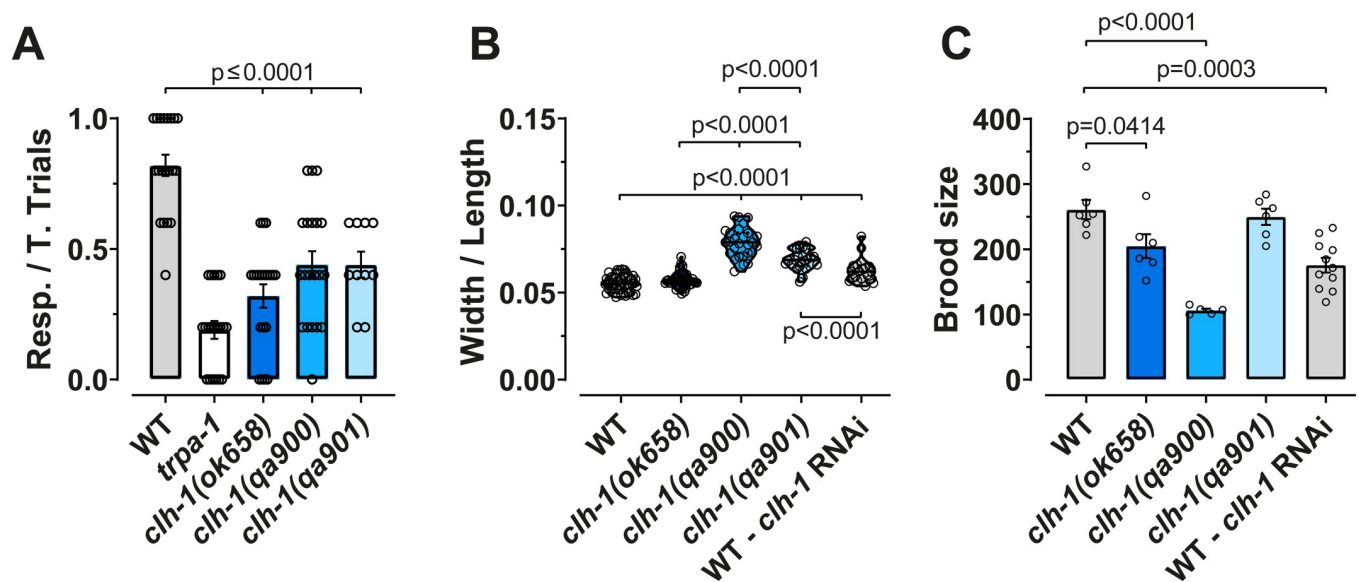 A
p≤0.0001
Resp. / T. Trials
1.0
0.5
0.0
WT
trpa-1
clh-1(ok658)
clh-1(qa900)
clh-1(qa901)
B
p<0.0001
p<0.0001
p<0.0001
p<0.0001
Width / Length
0.15
0.10
0.05
0.00
WT
clh-1(ok658)
clh-1(qa900)
clh-1(qa901)
WT - clh-1 RNAi
C
p<0.0001
p=0.0003
p=0.0414
Brood size
400
300
200
100
0
WT
clh-1(ok658)
clh-1(qa900)
clh-1(qa901)
WT - clh-1 RNAi